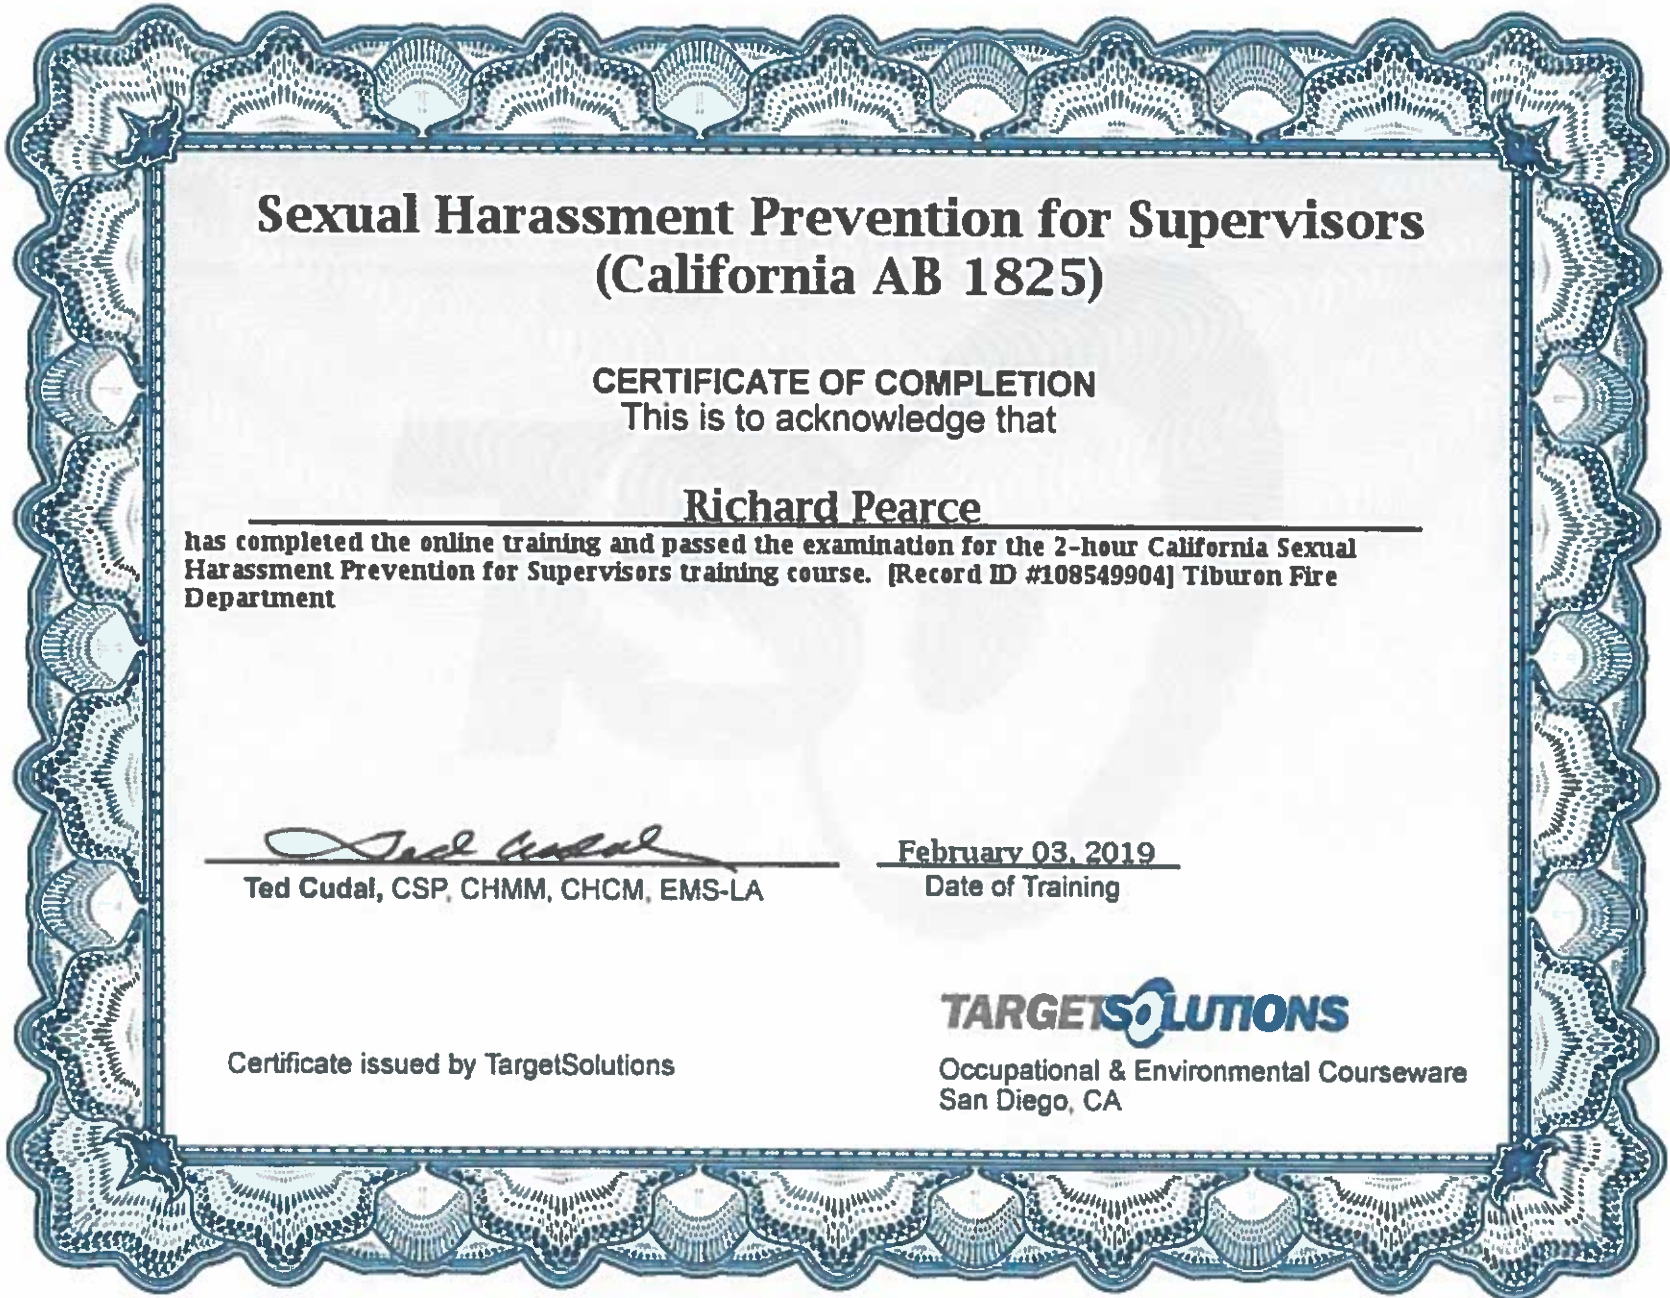 Sexual Harassment Prevention for Supervisors
(California AB 1825)
CERTIFICATE OF COMPLETION
This is to acknowledge that
Richard Pearce
has completed the online training and passed the examination for the 2-hour California Sexual
Harassment Prevention for Supervisors training course. [Record ID #108549904] Tiburon Fire
Department
Ted Cudal
February 03, 2019
Ted Cudal, CSP, CHMM, CHCM, EMS-LA
Date of Training
TARGETSOLUTIONS
Certificate issued by TargetSolutions
Occupational & Environmental Courseware
San Diego, CA